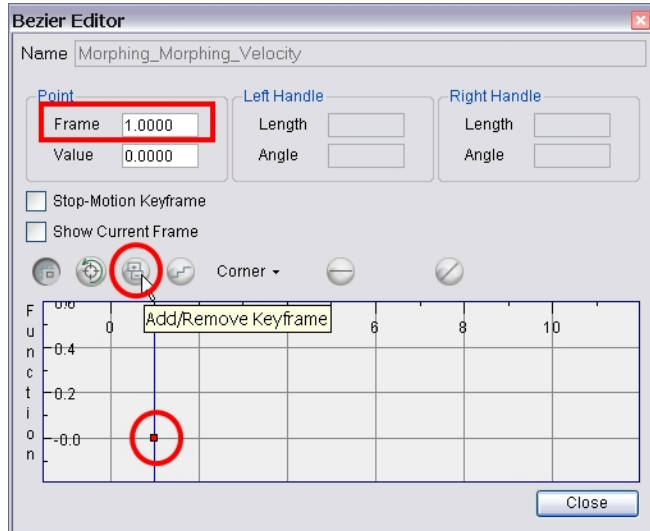 Bezier Editor
Name Morphing_Morphing_Velocity
Point Left Handle Right Handle
Frame 1.0000 Length Length
Value 0.0000 Angle Angle
Stop-Motion Keyframe
Show Current Frame
Corner
Add/Remove Keyframe
Function
0 6 8 10
-0.4
-0.2
-0.0
Close